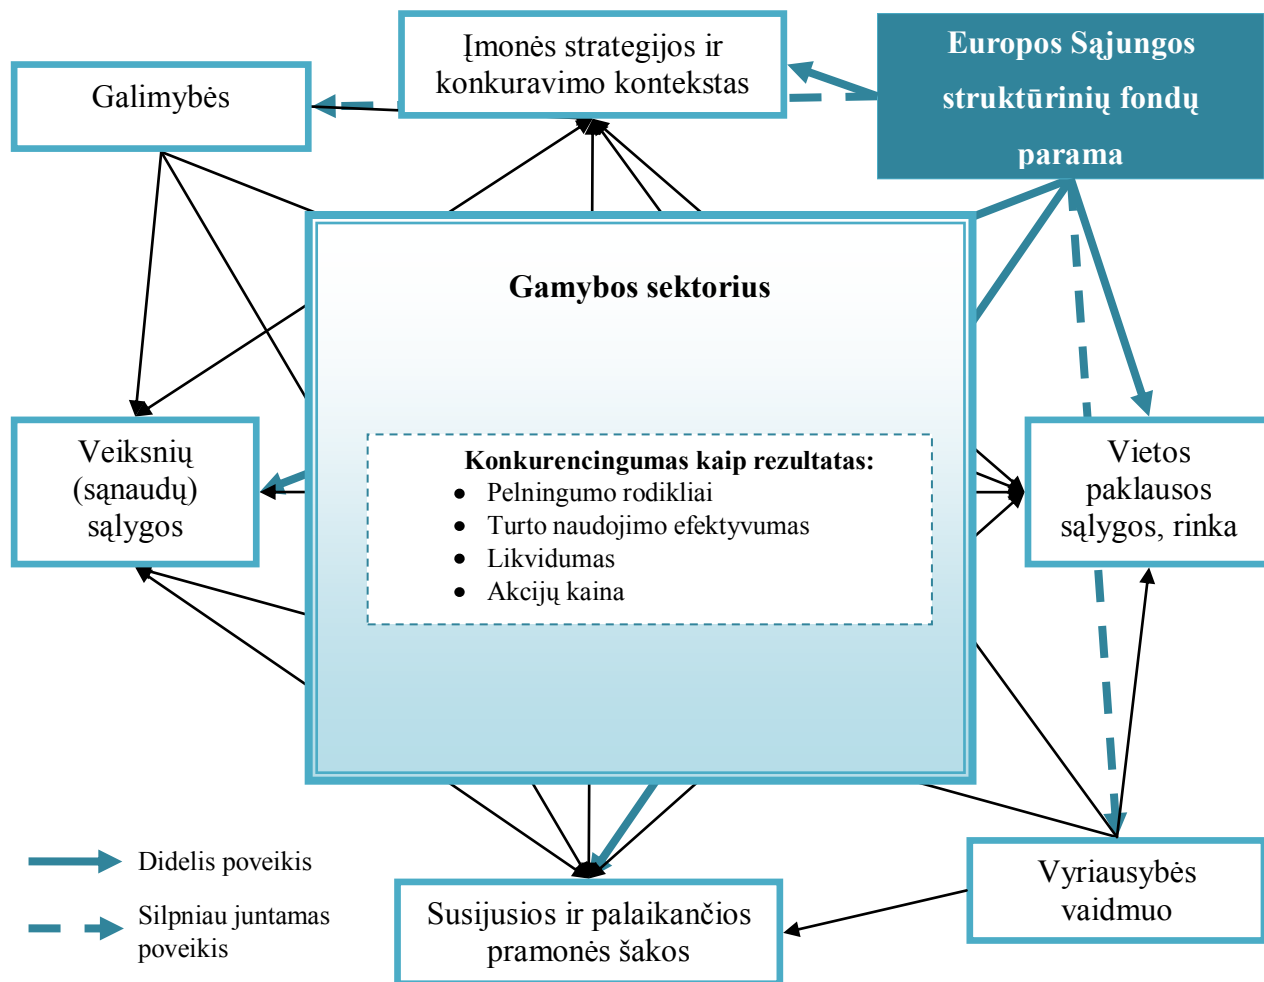 Įmonės strategijos ir
konkuravimo kontekstas
Europos Sąjungos
struktūrinių fondų
parama
Galimybės
Gamybos sektorius
Veiksnių
(sąnaudų)
sąlygos
Konkurencingumas kaip rezultatas:
• Pelningumo rodikliai
• Turto naudojimo efektyvumas
• Likvidumas
• Akcijų kaina
Vietos
paklausos
sąlygos, rinka
Didelis poveikis
Silpniau juntamas
poveikis
Susijusios ir palaikančios
pramonės šakos
Vyriausybės
vaidmuo